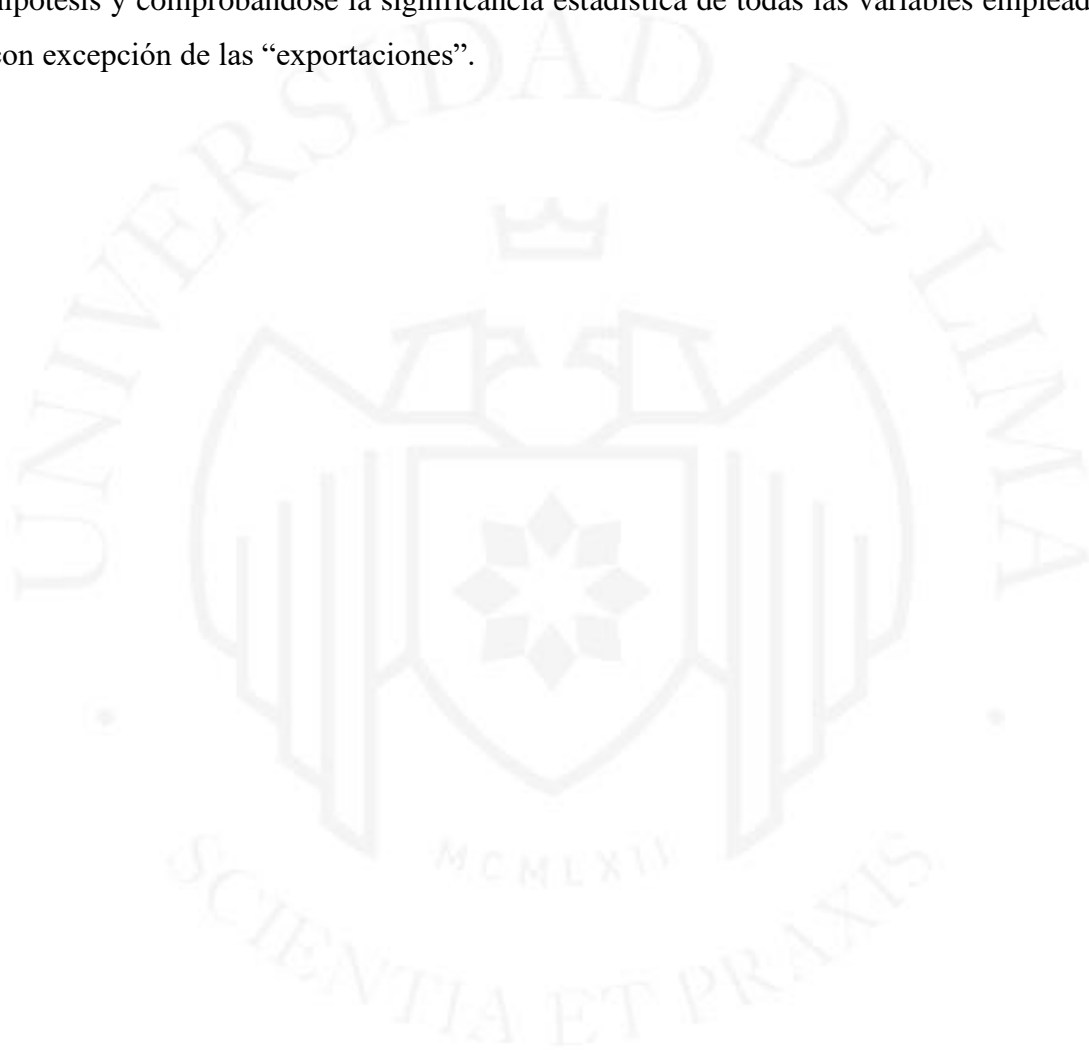 hipótesis y comprobándose la significancia estadística de todas las variables emplead
con excepción de las “exportaciones”.
UNIVERSIDAD DE LIMA
MCMLXII
SCIENTIA ET PRAXIS